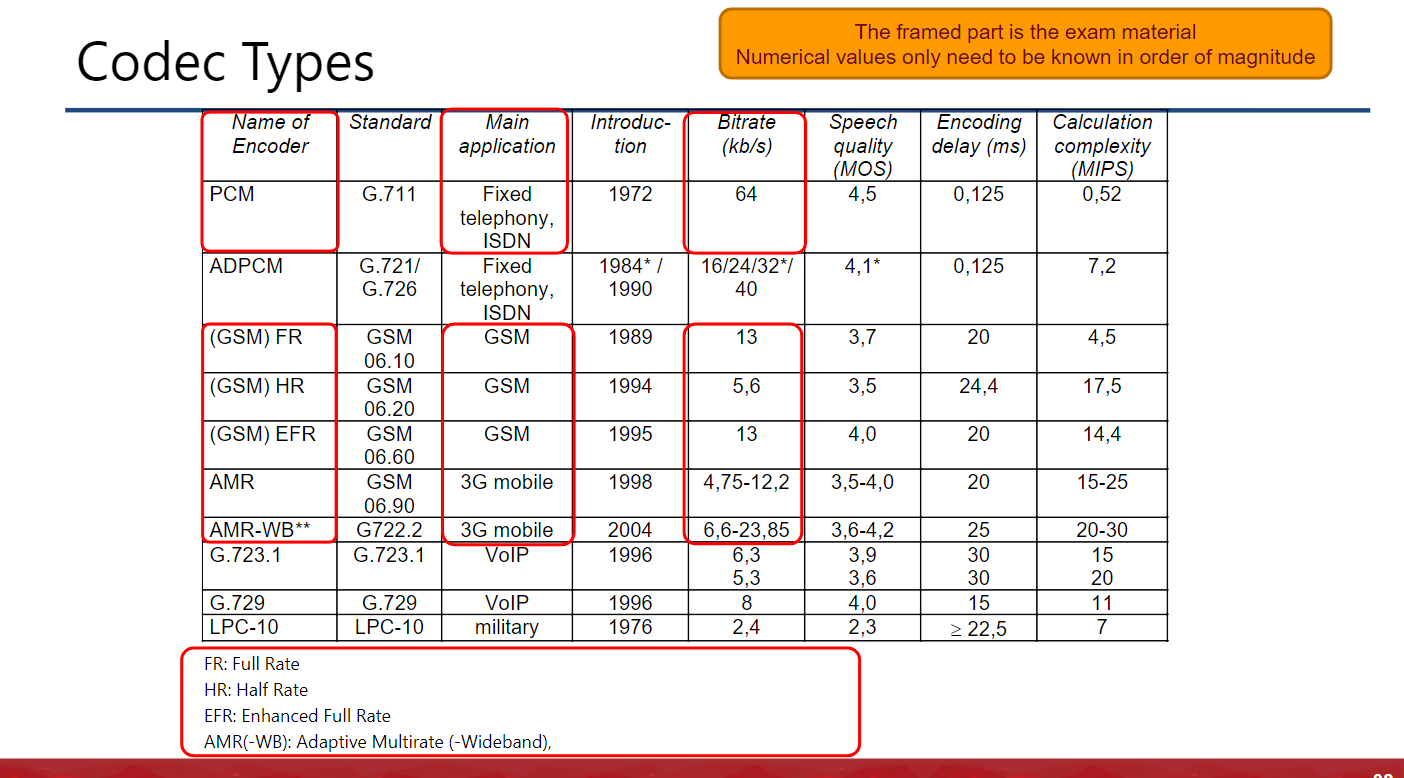 The framed part is the exam material
Numerical values only need to be known in order of magnitude
Codec Types
Name of Encoder Standard Main application Introduc-tion Bitrate (kb/s) Speech quality (MOS) Encoding delay (ms) Calculation complexity (MIPS)
PCM G.711 Fixed telephony, ISDN 1972 64 4,5 0,125 0,52
ADPCM G.721/ G.726 Fixed telephony, ISDN 1984* / 1990 16/24/32*/ 40 4,1* 0,125 7,2
(GSM) FR GSM 06.10 GSM 1989 13 3,7 20 4,5
(GSM) HR GSM 06.20 GSM 1994 5,6 3,5 24,4 17,5
(GSM) EFR GSM 06.60 GSM 1995 13 4,0 20 14,4
AMR GSM 06.90 3G mobile 1998 4,75-12,2 3,5-4,0 20 15-25
AMR-WB** G722.2 3G mobile 2004 6,6-23,85 3,6-4,2 25 20-30
G.723.1 G.723.1 VoIP 1996 6,3 3,9 30 15
5,3 3,6 30 20
G.729 G.729 VoIP 1996 8 4,0 15 11
LPC-10 LPC-10 military 1976 2,4 2,3 ≥ 22,5 7
FR: Full Rate
HR: Half Rate
EFR: Enhanced Full Rate
AMR(-WB): Adaptive Multirate (-Wideband),